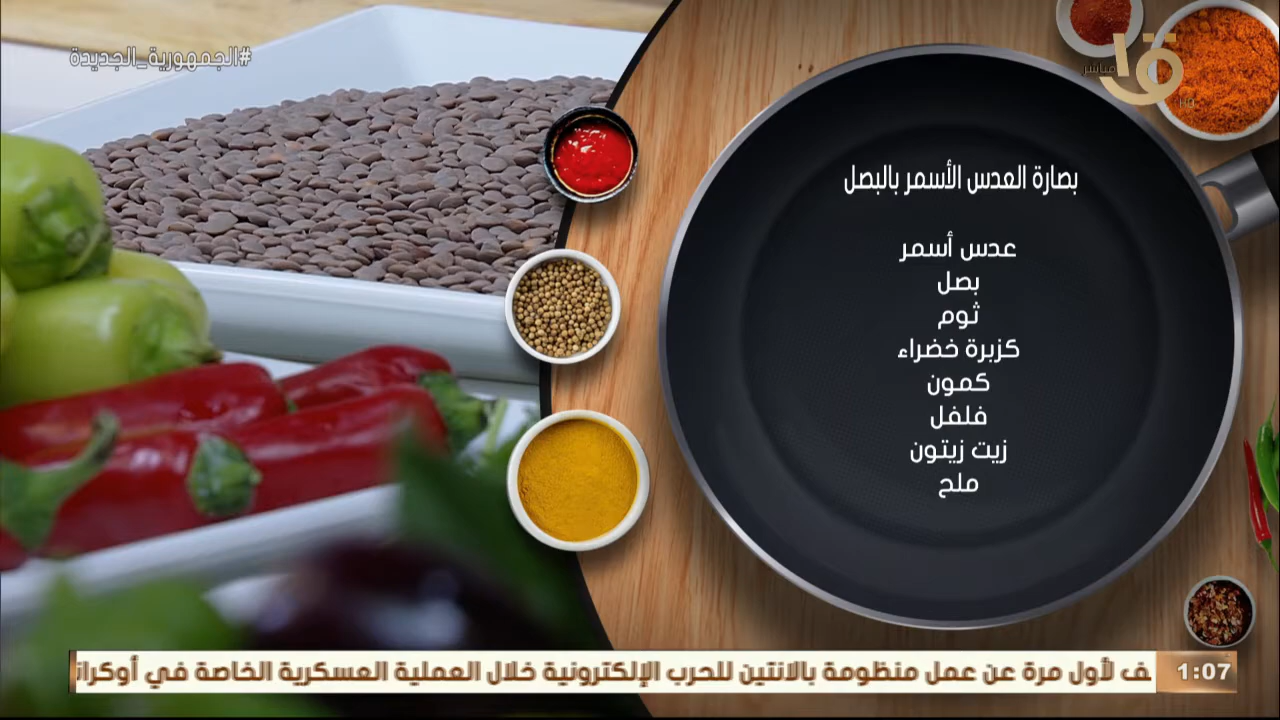 #الجمهورية_الجديدة
مباشر
بصارة العدس الأسمر بالبصل
عدس أسمر
بصل
ثوم
كزبرة خضراء
كمون
فلفل
زيت زيتون
ملح
لأول مرة عن عمل منظومة بالانتين للحرب الإلكترونية خلال العملية العسكرية الخاصة في
1:07